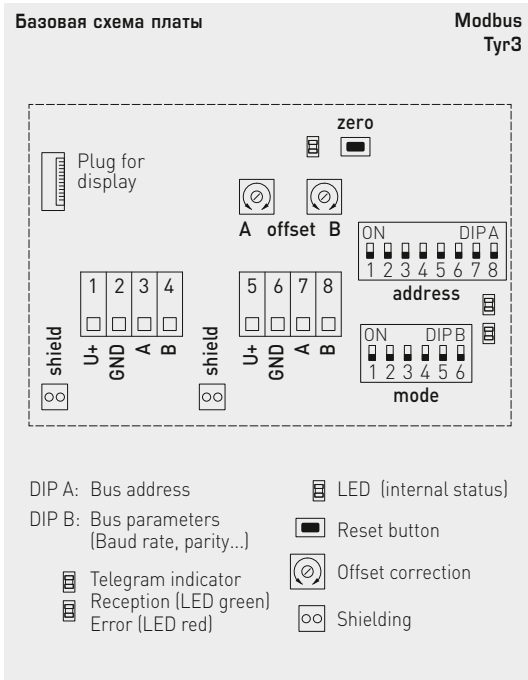 Базовая схема платы
Modbus
Tyr3
zero
Plug for
display
A offset B
ON DIP A
1 2 3 4 5 6 7 8
address
1 2 3 4
5 6 7 8
shield
U+
GND
A
B
shield
U+
GND
A
B
ON DIP B
1 2 3 4 5 6
mode
DIP A: Bus address
DIP B: Bus parameters
(Baud rate, parity...)
Telegram indicator
Reception (LED green)
Error (LED red)
LED (internal status)
Reset button
Offset correction
Shielding